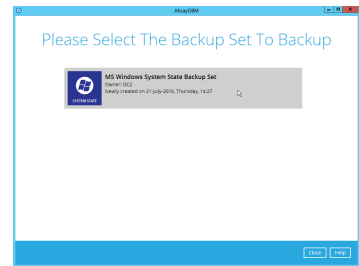 AhsayOBM
Please Select The Backup Set To Backup
MS Windows System State Backup Set
Owner: DC2
Newly created on 21-July-2016, Thursday, 14:27
SYSTEM STATE
Close
Help